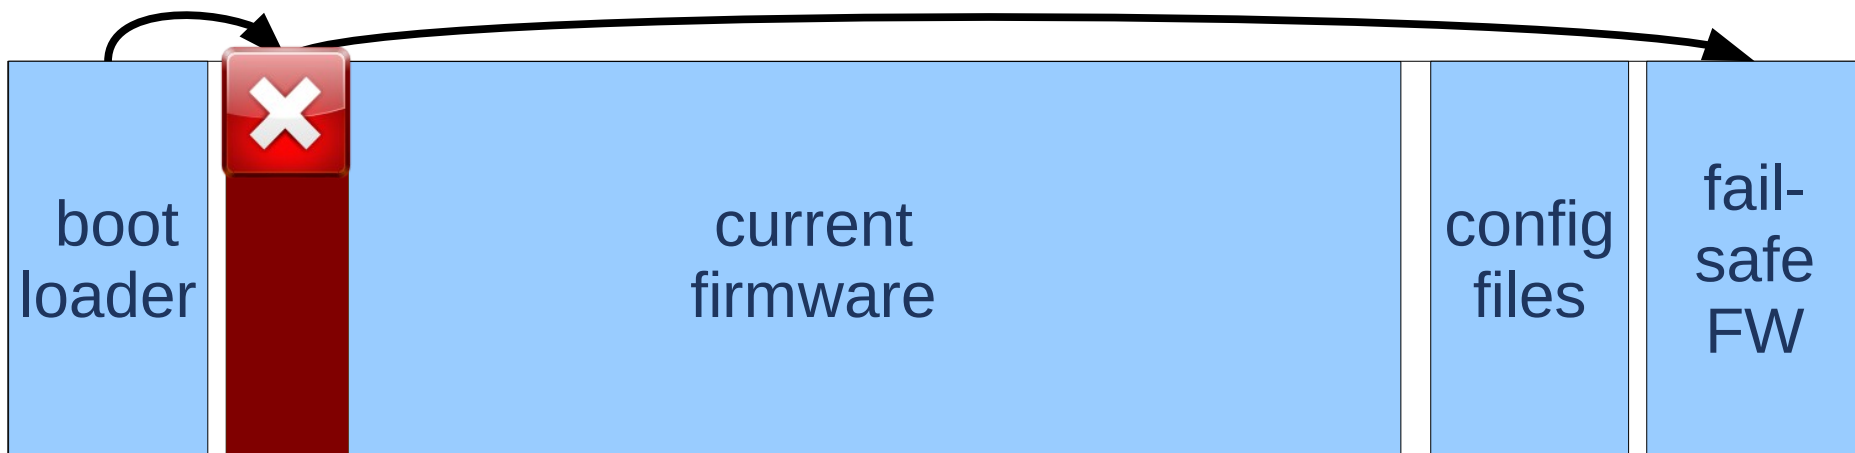 boot
loader
current
firmware
config
files
fail-
safe
FW